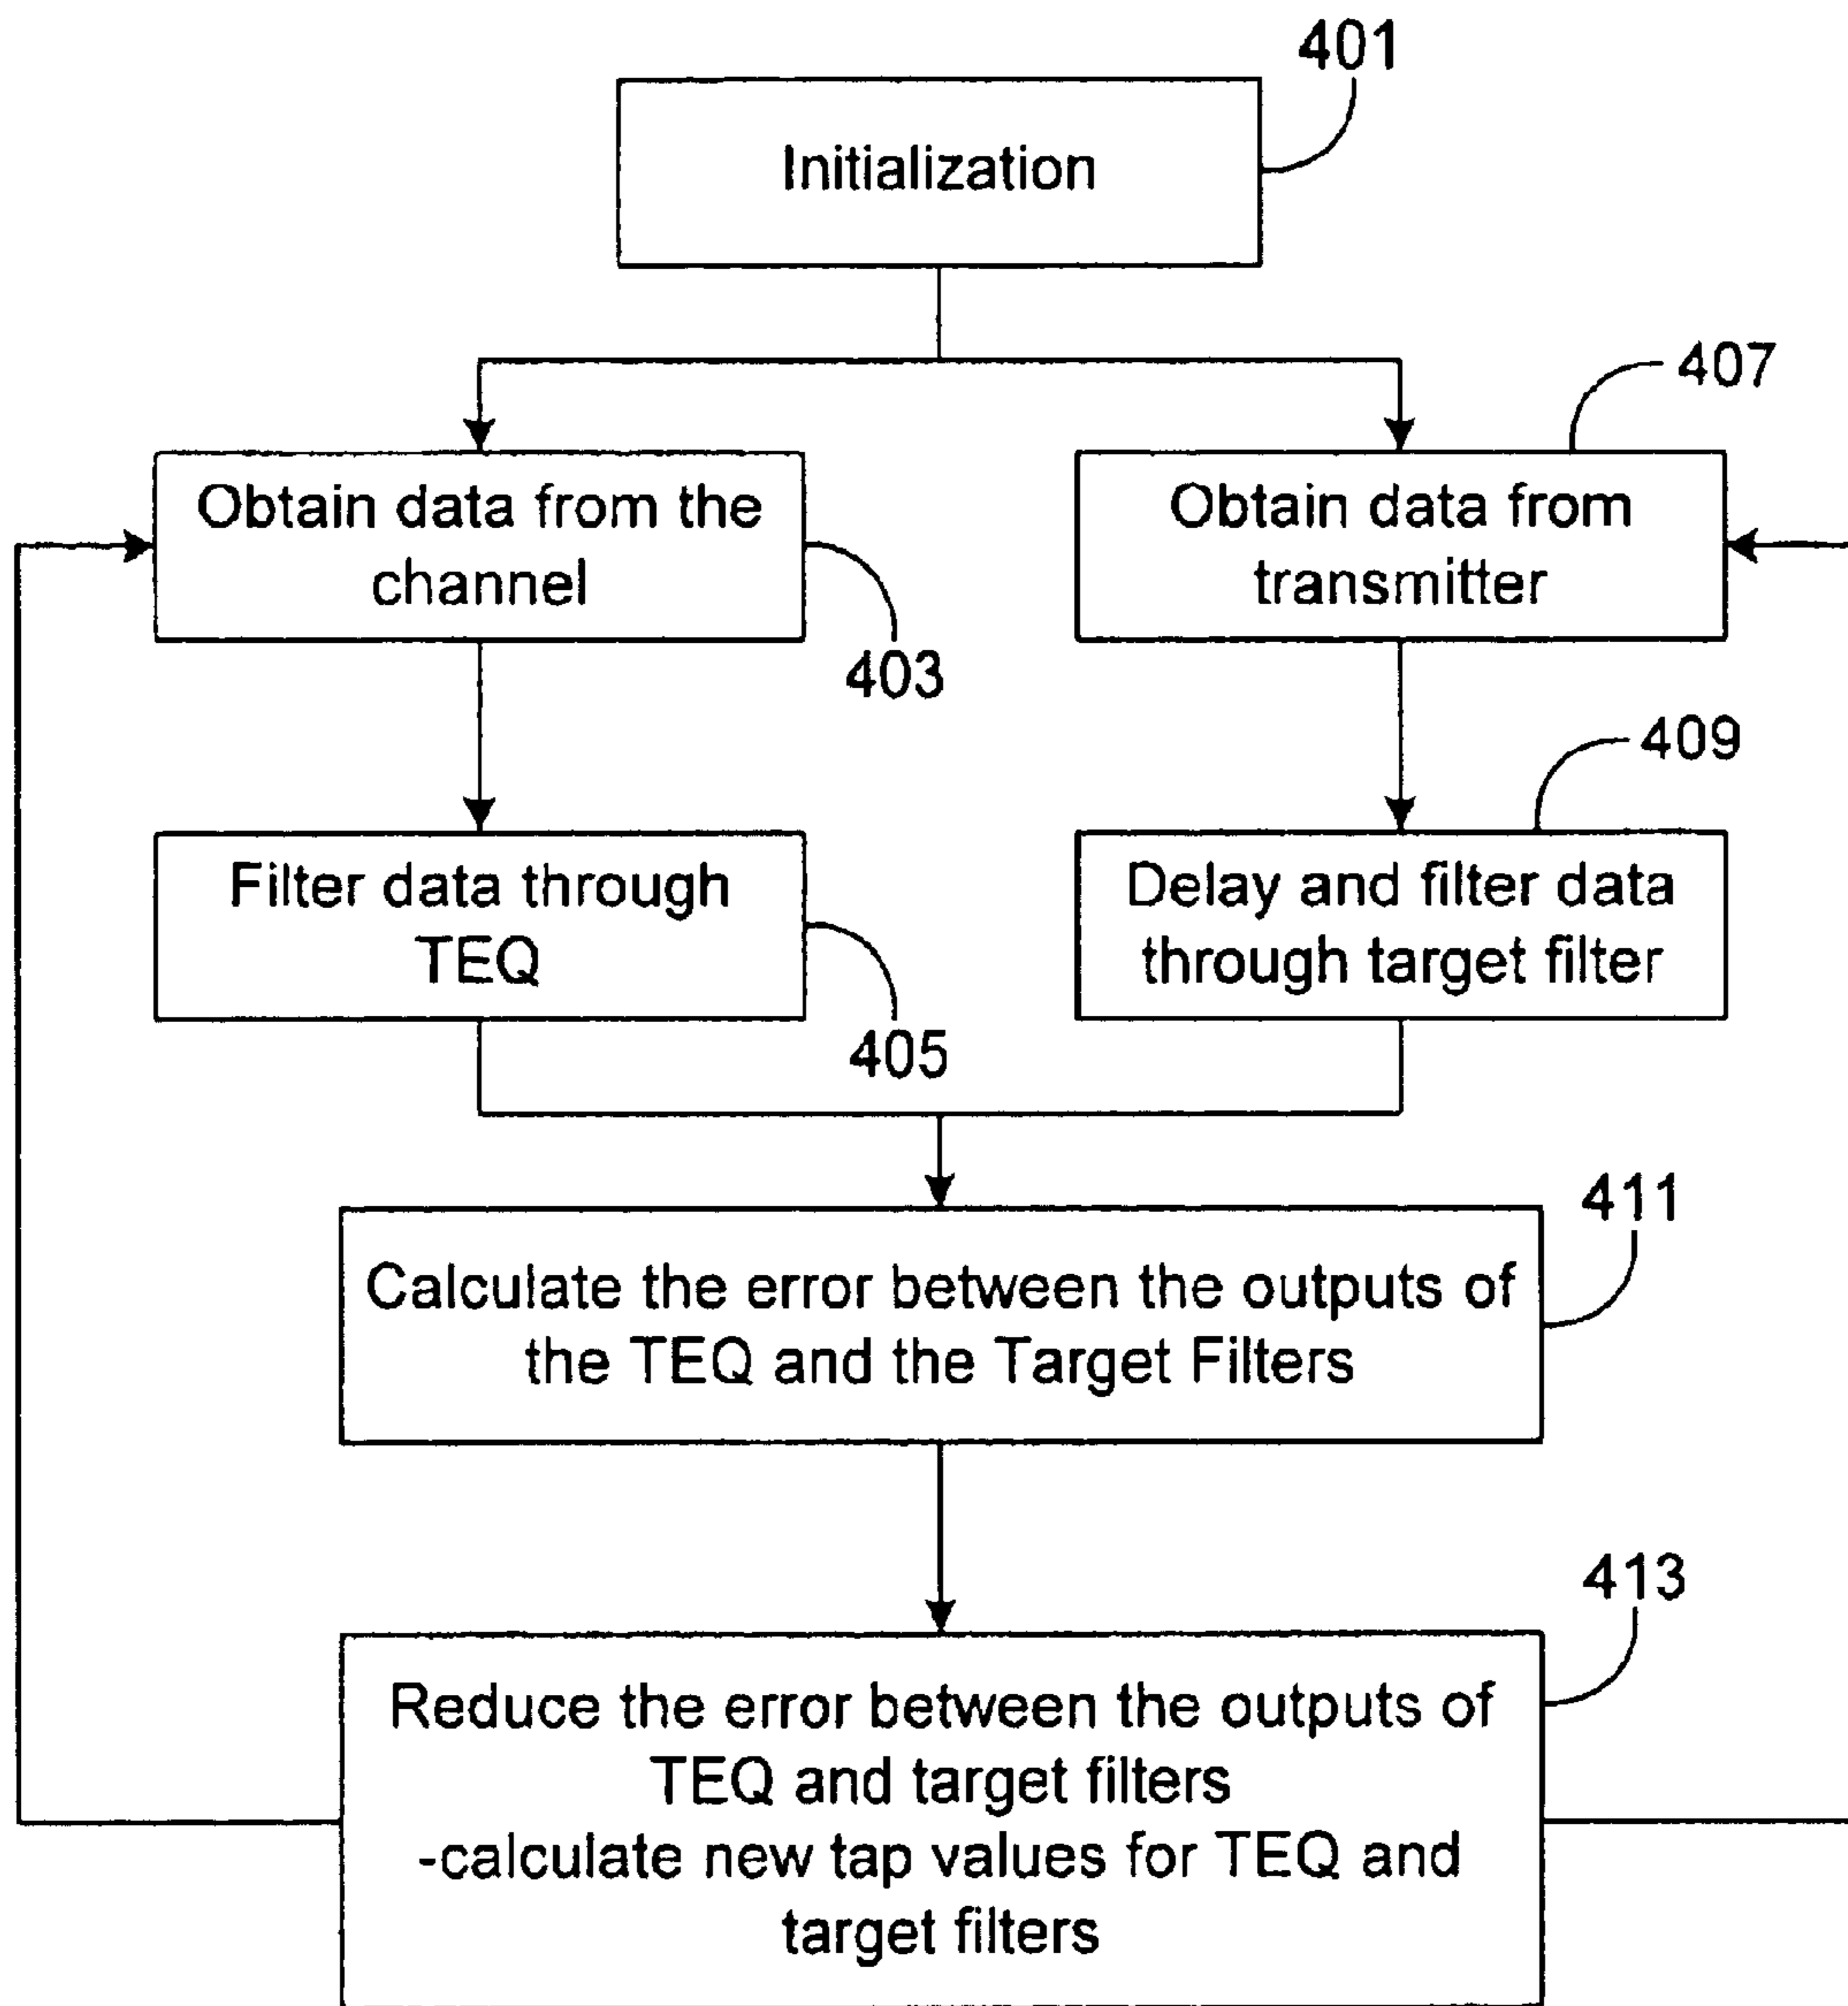 401
Initialization
407
Obtain data from the
channel
Obtain data from
transmitter
403
409
Filter data through
TEQ
Delay and filter data
through target filter
405
411
Calculate the error between the outputs of
the TEQ and the Target Filters
413
Reduce the error between the outputs of
TEQ and target filters
-calculate new tap values for TEQ and
target filters